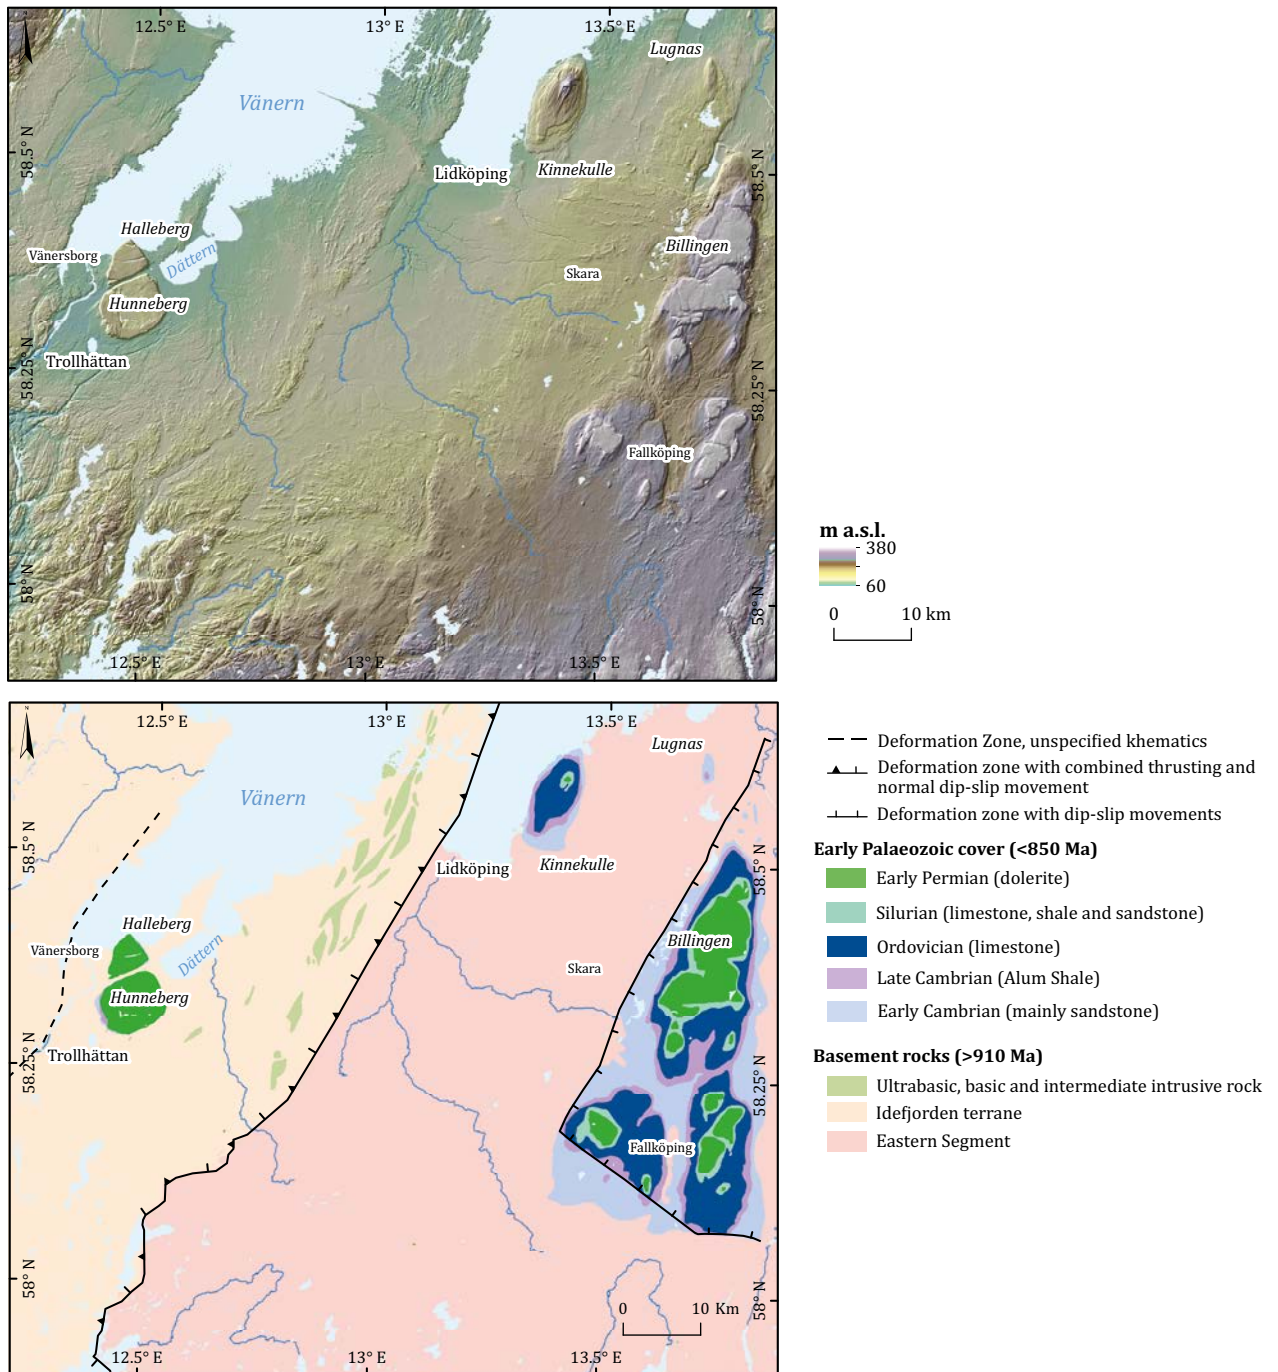 12.5° E
13° E
13.5° E
Lugnas
Vänern
58.5° N
58.5° N
Lidköping
Kinnekulle
Halleberg
Vänersborg
Dättern
Billingen
Skara
Hunneberg
Trollhättan
58.25° N
58.25° N
Fallköping
58° N
58° N
12.5° E
13° E
13.5° E
m a.s.l.
380
60
0 10 km
N
12.5° E
13° E
13.5° E
Lugnas
Vänern
58.5° N
58.5° N
Lidköping
Kinnekulle
Halleberg
Vänersborg
Dättern
Billingen
Skara
Hunneberg
Trollhättan
58.25° N
58.25° N
Fallköping
58° N
58° N
0 10 Km
12.5° E
13° E
13.5° E
Deformation Zone, unspecified khematics
Deformation zone with combined thrusting and
normal dip-slip movement
Deformation zone with dip-slip movements
Early Palaeozoic cover (<850 Ma)
Early Permian (dolerite)
Silurian (limestone, shale and sandstone)
Ordovician (limestone)
Late Cambrian (Alum Shale)
Early Cambrian (mainly sandstone)
Basement rocks (>910 Ma)
Ultrabasic, basic and intermediate intrusive rock
Idefjorden terrane
Eastern Segment